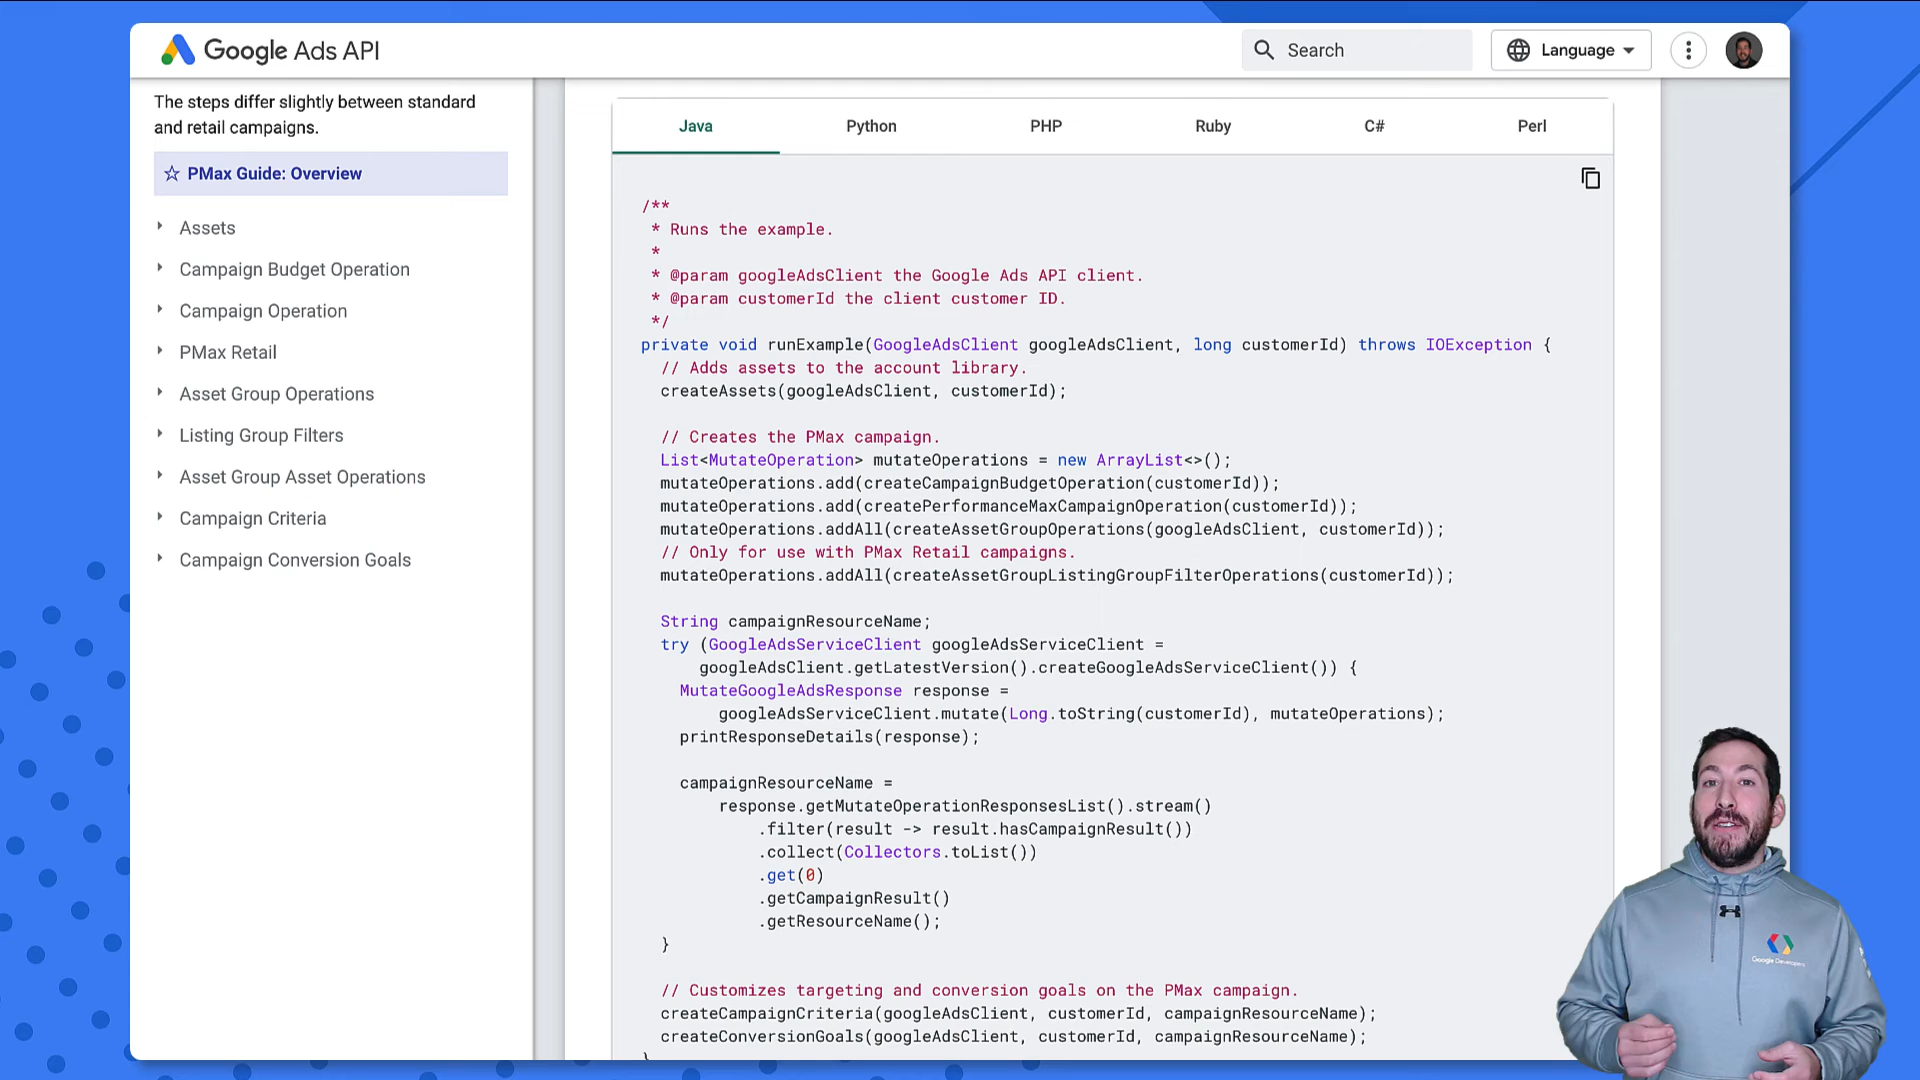 Google Ads API
Search
Language
The steps differ slightly between standard
and retail campaigns.
PMax Guide: Overview
Assets
Campaign Budget Operation
Campaign Operation
PMax Retail
Asset Group Operations
Listing Group Filters
Asset Group Asset Operations
Campaign Criteria
Campaign Conversion Goals
Java Python PHP Ruby C# Perl
/**
* Runs the example.
*
* @param googleAdsClient the Google Ads API client.
* @param customerId the client customer ID.
*/
private void runExample(GoogleAdsClient googleAdsClient, long customerId) throws IOException {
// Adds assets to the account library.
createAssets(googleAdsClient, customerId);
// Creates the PMax campaign.
List<MutateOperation> mutateOperations = new ArrayList<>();
mutateOperations.add(createCampaignBudgetOperation(customerId));
mutateOperations.add(createPerformanceMaxCampaignOperation(customerId));
mutateOperations.addAll(createAssetGroupOperations(googleAdsClient, customerId));
// Only for use with PMax Retail campaigns.
mutateOperations.addAll(createAssetGroupListingGroupFilterOperations(customerId));
String campaignResourceName;
try (GoogleAdsServiceClient googleAdsServiceClient =
googleAdsClient.getLatestVersion().createGoogleAdsServiceClient()) {
MutateGoogleAdsResponse response =
googleAdsServiceClient.mutate(Long.toString(customerId), mutateOperations);
printResponseDetails(response);
campaignResourceName =
response.getMutateOperationResponsesList().stream()
.filter(result -> result.hasCampaignResult())
.collect(Collectors.toList())
.get(0)
.getCampaignResult()
.getResourceName();
}
// Customizes targeting and conversion goals on the PMax campaign.
createCampaignCriteria(googleAdsClient, customerId, campaignResourceName);
createConversionGoals(googleAdsClient, customerId, campaignResourceName);
}
Google Developers